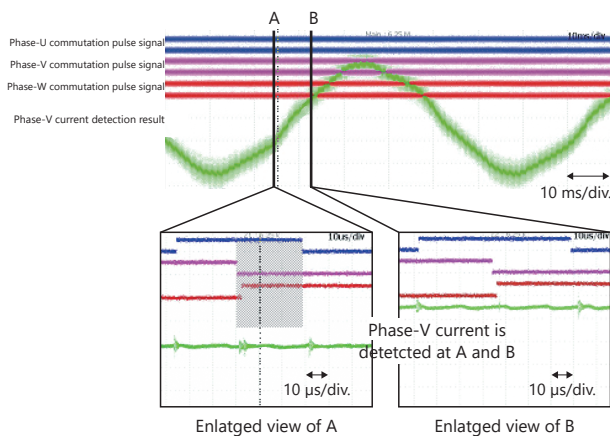 A
B
10ms/div
Phase-U commutation pulse signal
Phase-V commutation pulse signal
Phase-W commutation pulse signal
Phase-V current detection result
10 ms/div.
10us/div
10us/div
Phase-V current is
detetcted at A and B
10 μs/div.
10 μs/div.
Enlatged view of A
Enlatged view of B